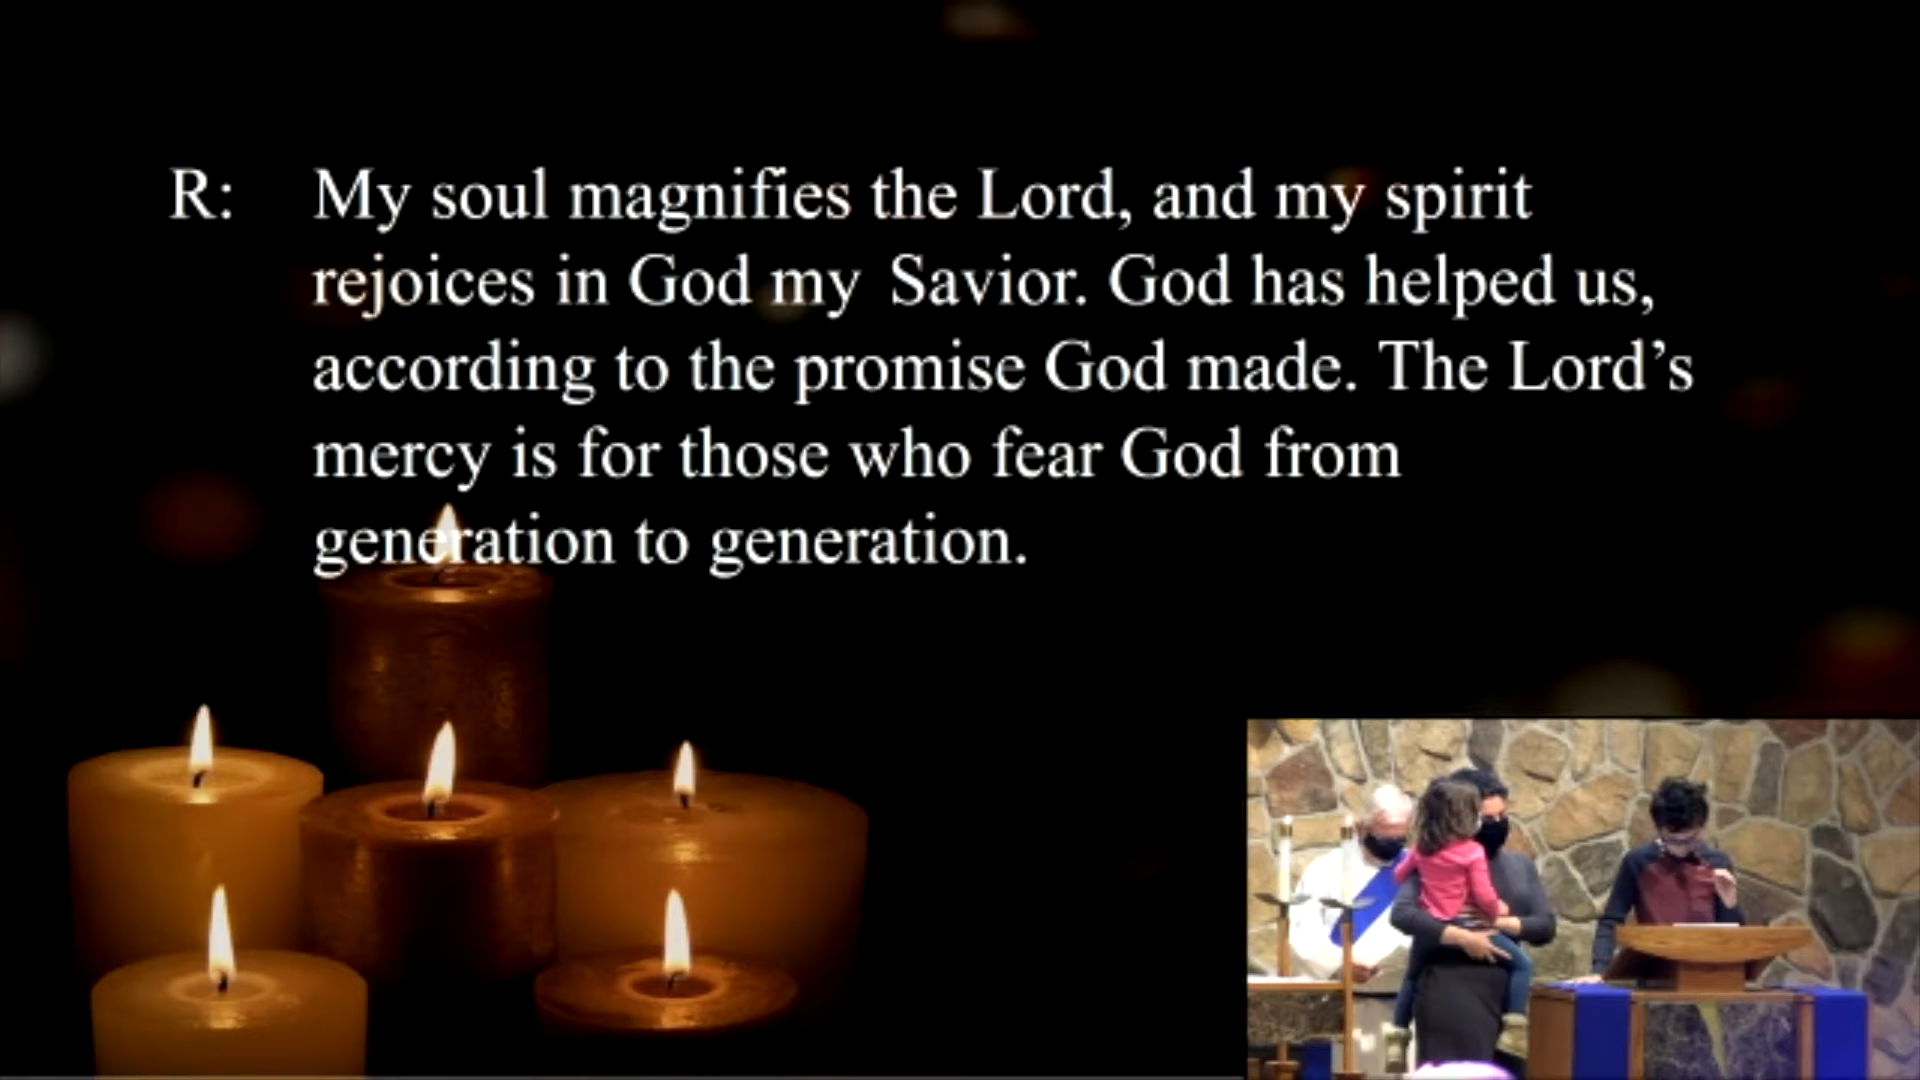 R: My soul magnifies the Lord, and my spirit
rejoices in God my Savior. God has helped us,
according to the promise God made. The Lord’s
mercy is for those who fear God from
generation to generation.